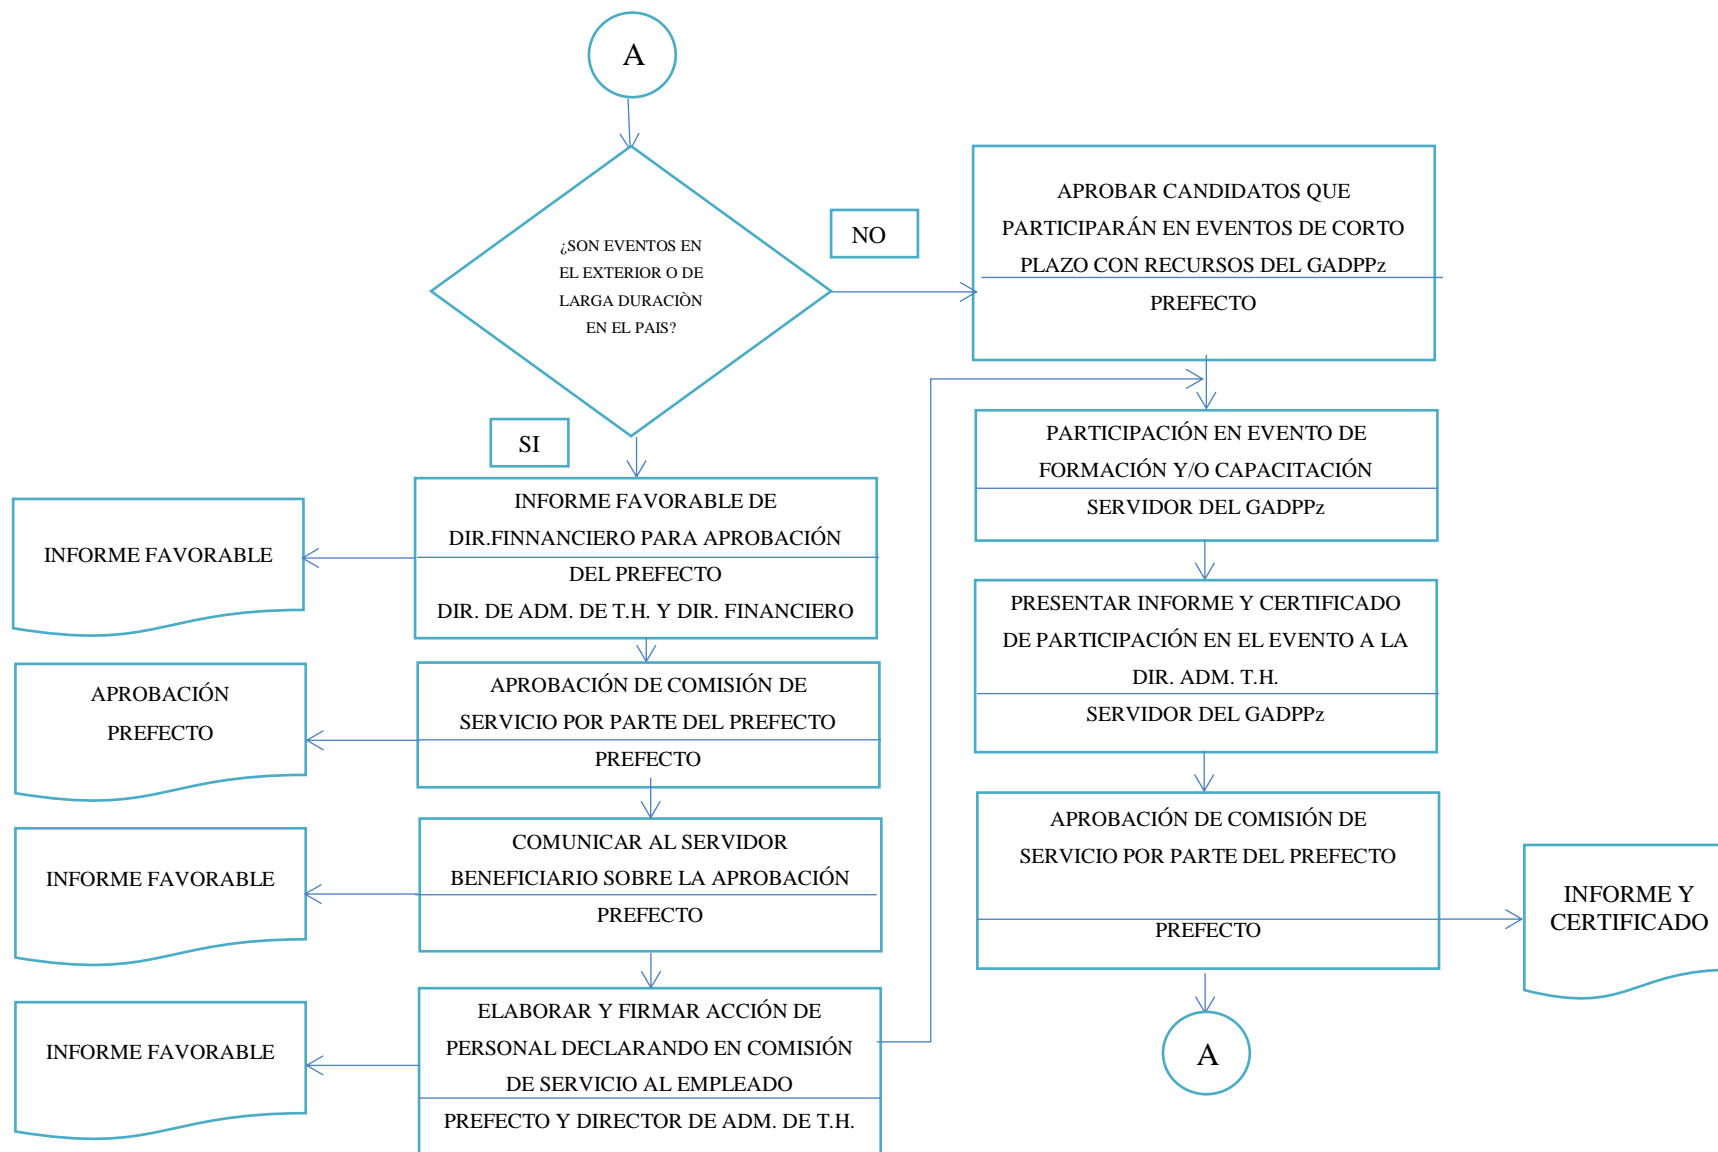 A
¿SON EVENTOS EN
EL EXTERIOR O DE
LARGA DURACIÒN
EN EL PAIS?
NO
APROBAR CANDIDATOS QUE
PARTICIPARÁN EN EVENTOS DE CORTO
PLAZO CON RECURSOS DEL GADPPz
PREFECTO
SI
INFORME FAVORABLE DE
DIR.FINNANCIERO PARA APROBACIÓN
DEL PREFECTO
DIR. DE ADM. DE T.H. Y DIR. FINANCIERO
INFORME FAVORABLE
APROBACIÓN DE COMISIÓN DE
SERVICIO POR PARTE DEL PREFECTO
PREFECTO
APROBACIÓN
PREFECTO
COMUNICAR AL SERVIDOR
BENEFICIARIO SOBRE LA APROBACIÓN
PREFECTO
INFORME FAVORABLE
ELABORAR Y FIRMAR ACCIÓN DE
PERSONAL DECLARANDO EN COMISIÓN
DE SERVICIO AL EMPLEADO
PREFECTO Y DIRECTOR DE ADM. DE T.H.
INFORME FAVORABLE
PARTICIPACIÓN EN EVENTO DE
FORMACIÓN Y/O CAPACITACIÓN
SERVIDOR DEL GADPPz
PRESENTAR INFORME Y CERTIFICADO
DE PARTICIPACIÓN EN EL EVENTO A LA
DIR. ADM. T.H.
SERVIDOR DEL GADPPz
APROBACIÓN DE COMISIÓN DE
SERVICIO POR PARTE DEL PREFECTO
PREFECTO
INFORME Y
CERTIFICADO
A